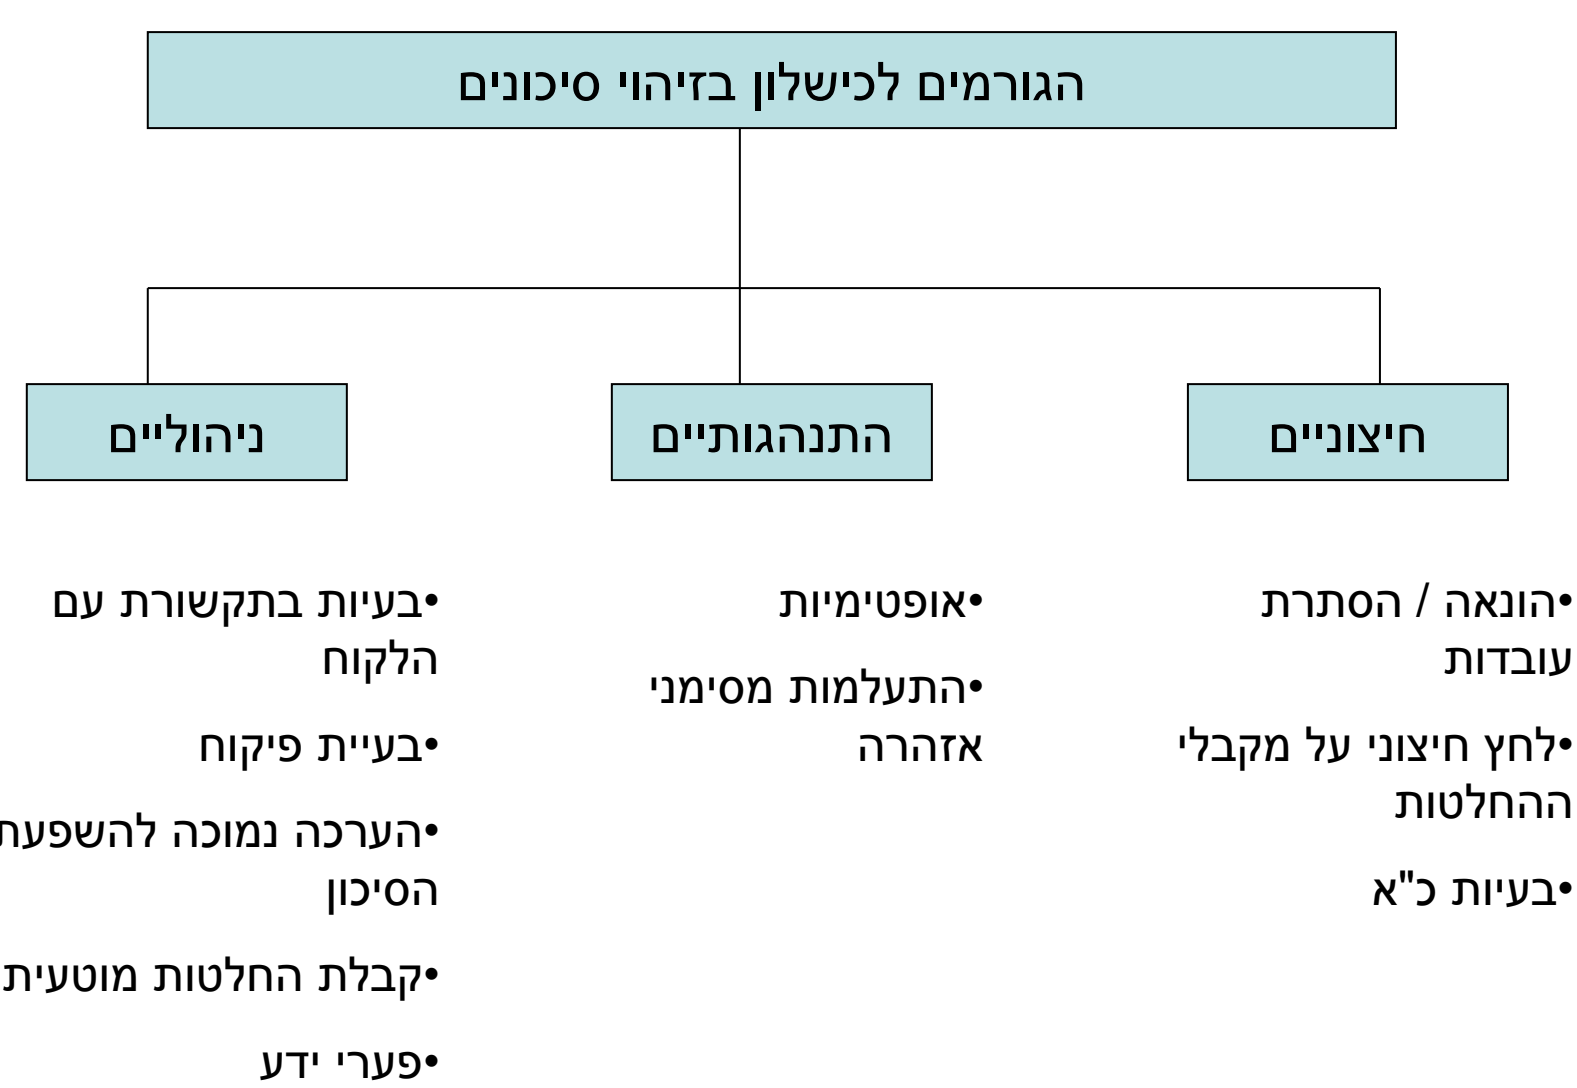 הגורמים לכישלון בזיהוי סיכונים
חיצוניים
•הונאה / הסתרת
עובדות
•לחץ חיצוני על מקבלי
ההחלטות
•בעיות כ"א
התנהגותיים
•אופטימיות
•התעלמות מסימני
אזהרה
ניהוליים
•בעיות בתקשורת עם
הלקוח
•בעיית פיקוח
•הערכה נמוכה להשפעת
הסיכון
•קבלת החלטות מוטעית
•פערי ידע